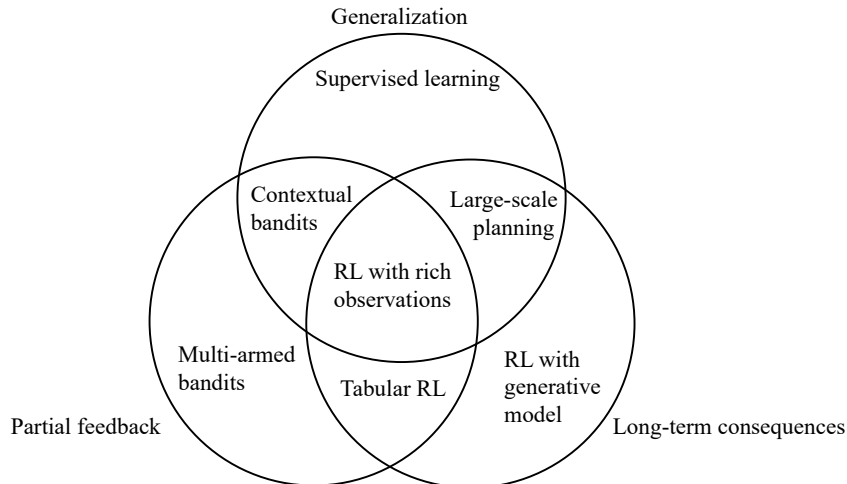 Generalization
Supervised learning
Contextual
bandits
Large-scale
planning
RL with rich
observations
Multi-armed
bandits
Tabular RL
RL with
generative
model
Partial feedback
Long-term consequences